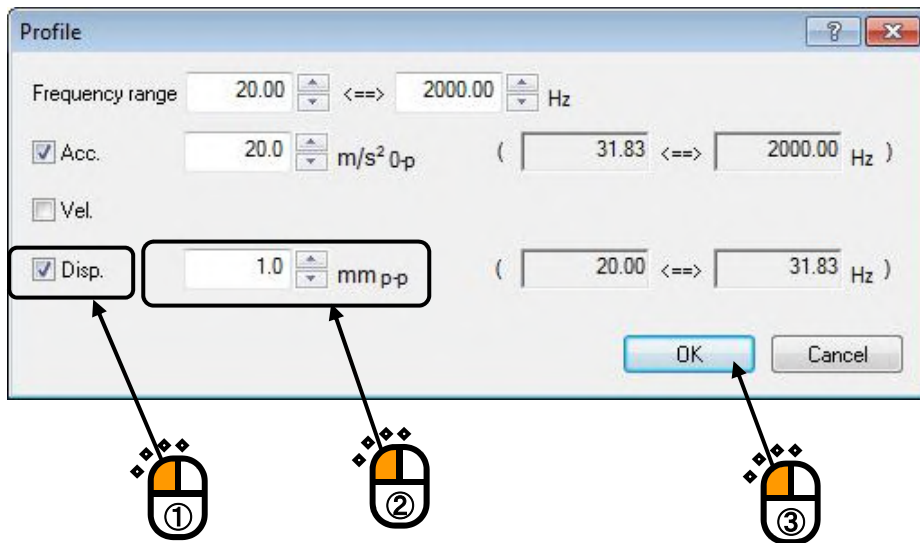 Profile
Frequency range 20.00 <==> 2000.00 Hz
Acc. 20.0 m/s² 0-p ( 31.83 <==> 2000.00 Hz )
Vel.
Disp. 1.0 mm p-p ( 20.00 <==> 31.83 Hz )
OK Cancel
① ② ③